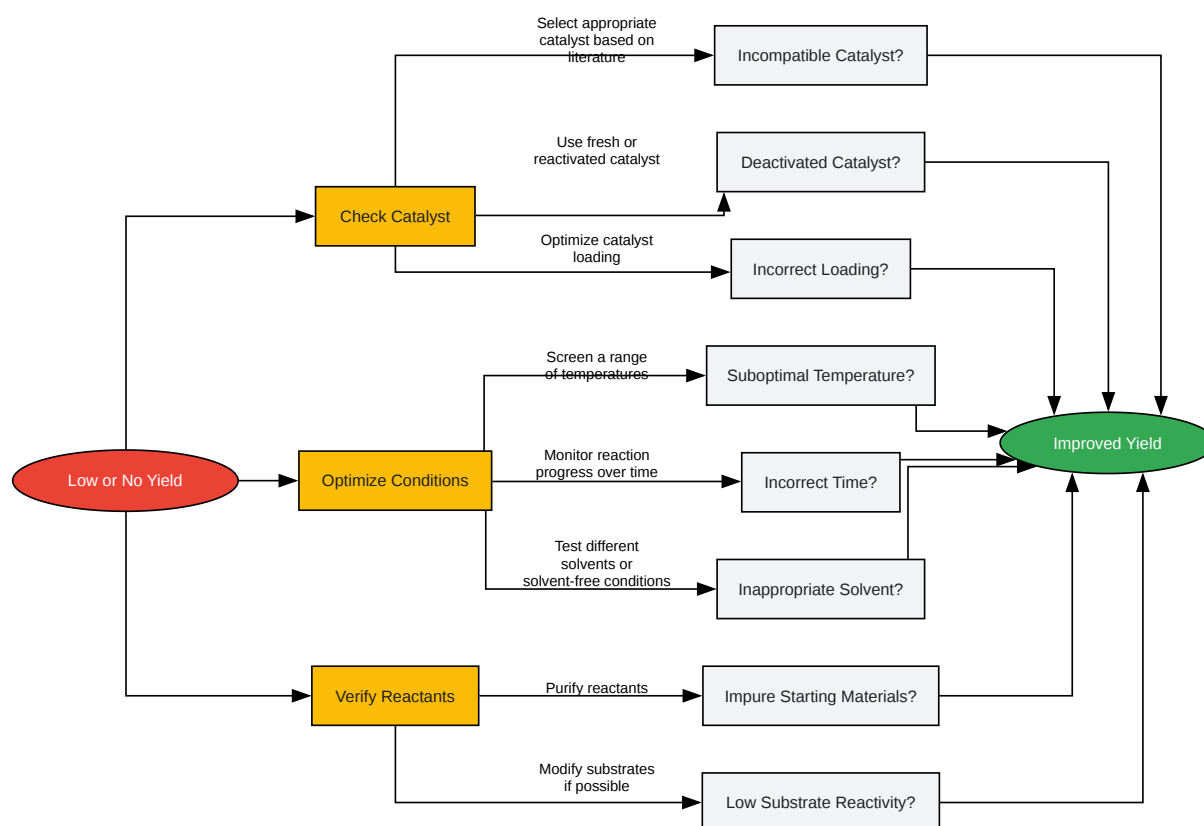 Select appropriate
catalyst based on
literature
Incompatible Catalyst?
Use fresh or
reactivated catalyst
Deactivated Catalyst?
Check Catalyst
Optimize catalyst
loading
Incorrect Loading?
Screen a range
of temperatures
Suboptimal Temperature?
Improved Yield
Low or No Yield
Optimize Conditions
Monitor reaction
progress over time
Incorrect Time?
Test different
solvents or
solvent-free conditions
Inappropriate Solvent?
Verify Reactants
Purify reactants
Impure Starting Materials?
Modify substrates
if possible
Low Substrate Reactivity?